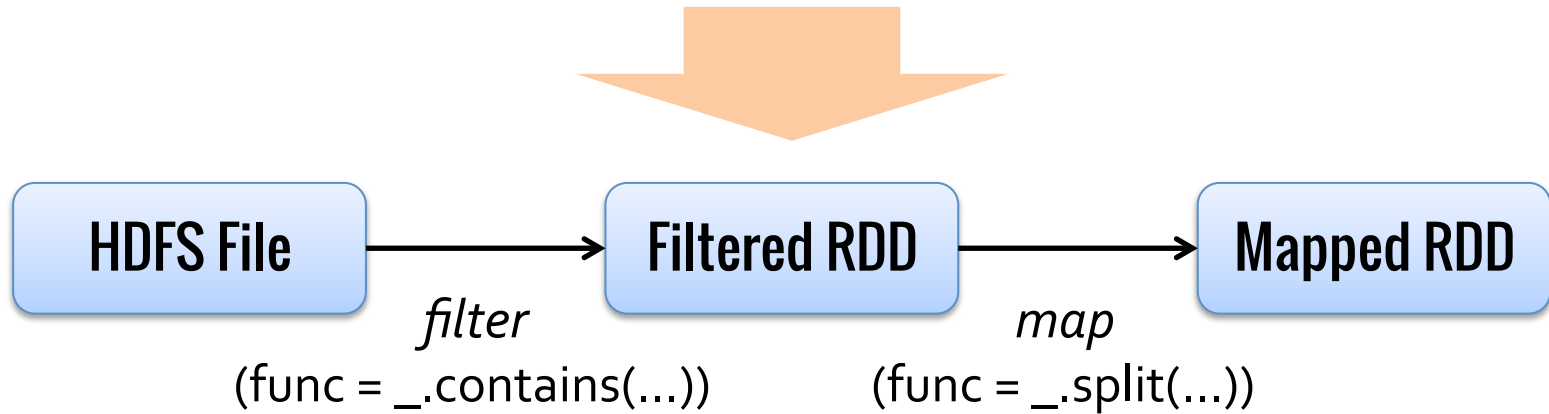 HDFS File
Filtered RDD
Mapped RDD
filter
(func = _.contains(...))
map
(func = _.split(...))